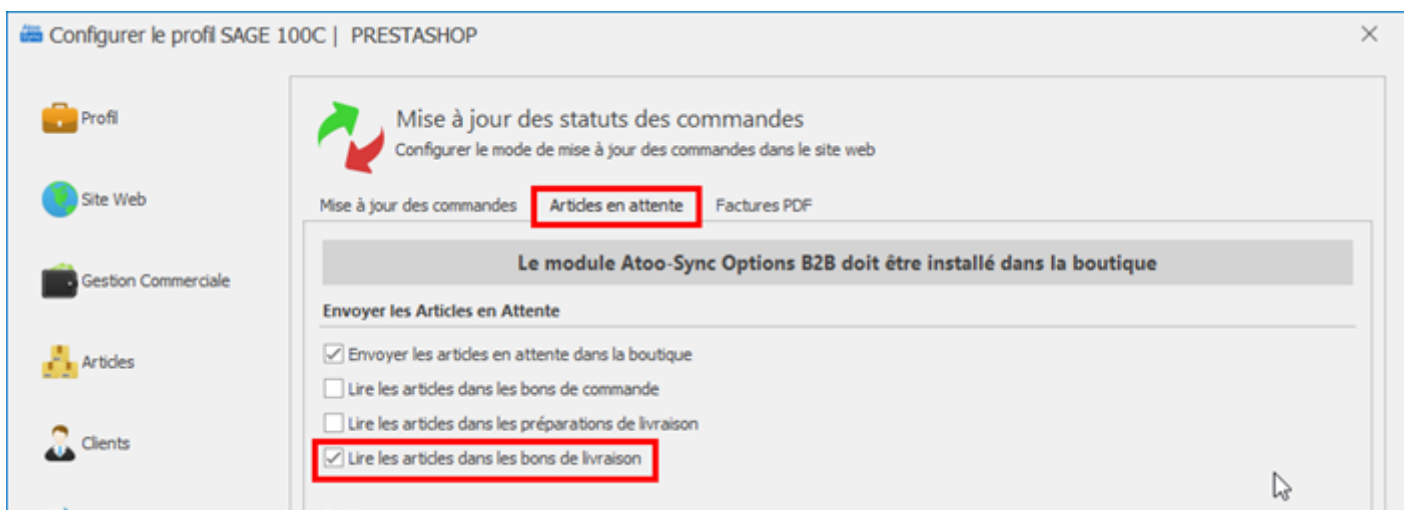 Configurer le profil SAGE 100C | PRESTASHOP
Profil
Site Web
Gestion Commerciale
Articles
Clients
Mise à jour des statuts des commandes
Configurer le mode de mise à jour des commandes dans le site web
Mise à jour des commandes Articles en attente Factures PDF
Le module Atoo-Sync Options B2B doit être installé dans la boutique
Envoyer les Articles en Attente
Envoyer les articles en attente dans la boutique
Lire les articles dans les bons de commande
Lire les articles dans les préparations de livraison
Lire les articles dans les bons de livraison